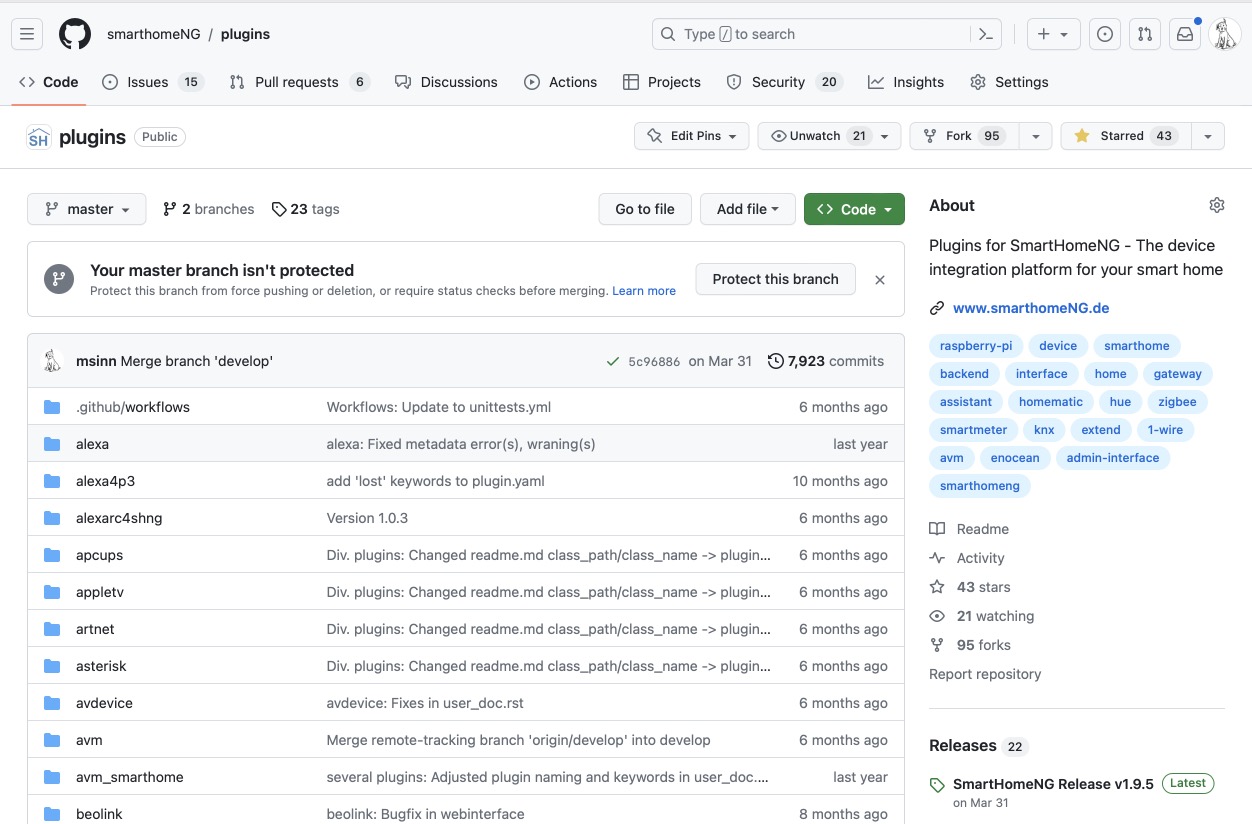 smarthomeNG / plugins
Type / to search
Code
Issues 15
Pull requests 6
Discussions
Actions
Projects
Security 20
Insights
Settings
SH plugins Public
Edit Pins
Unwatch 21
Fork 95
Starred 43
master
2 branches
23 tags
Go to file
Add file
<> Code
Your master branch isn't protected
Protect this branch from force pushing or deletion, or require status checks before merging. Learn more
Protect this branch
msinn Merge branch 'develop' 5c96886 on Mar 31 7,923 commits
.github/workflows Workflows: Update to unittests.yml 6 months ago
alexa alexa: Fixed metadata error(s), wraning(s) last year
alexa4p3 add 'lost' keywords to plugin.yaml 10 months ago
alexarc4shng Version 1.0.3 6 months ago
apcups Div. plugins: Changed readme.md class_path/class_name -> plugin... 6 months ago
appletv Div. plugins: Changed readme.md class_path/class_name -> plugin... 6 months ago
artnet Div. plugins: Changed readme.md class_path/class_name -> plugin... 6 months ago
asterisk Div. plugins: Changed readme.md class_path/class_name -> plugin... 6 months ago
avdevice avdevice: Fixes in user_doc.rst 6 months ago
avm Merge remote-tracking branch 'origin/develop' into develop 6 months ago
avm_smarthome several plugins: Adjusted plugin naming and keywords in user_doc.... last year
beolink beolink: Bugfix in webinterface 8 months ago
About
Plugins for SmartHomeNG - The device
integration platform for your smart home
www.smarthomeNG.de
raspberry-pi device smarthome
backend interface home gateway
assistant homematic hue zigbee
smartmeter knx extend 1-wire
avm enocean admin-interface
smarthomeng
Readme
Activity
43 stars
21 watching
95 forks
Report repository
Releases 22
SmartHomeNG Release v1.9.5 Latest
on Mar 31